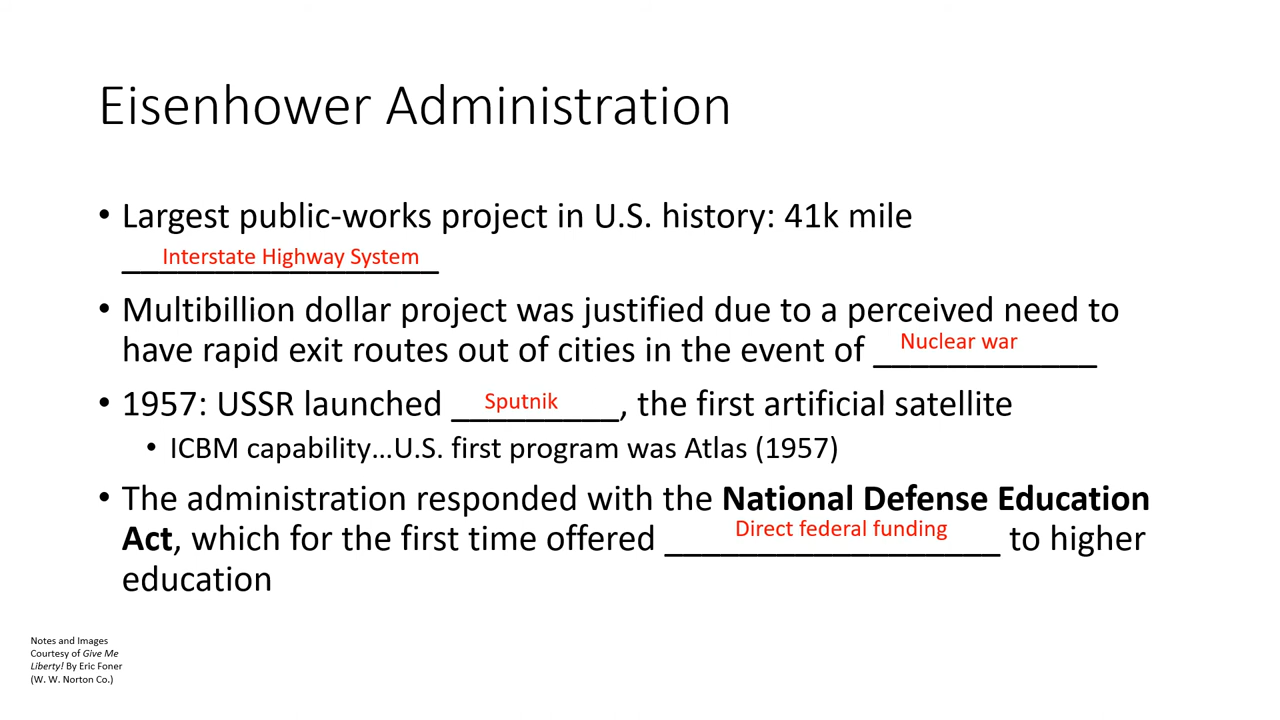 Eisenhower Administration
• Largest public-works project in U.S. history: 41k mile
Interstate Highway System
• Multibillion dollar project was justified due to a perceived need to
have rapid exit routes out of cities in the event of Nuclear war
• 1957: USSR launched Sputnik, the first artificial satellite
• ICBM capability…U.S. first program was Atlas (1957)
• The administration responded with the National Defense Education
Act, which for the first time offered Direct federal funding to higher
education
Notes and Images
Courtesy of Give Me
Liberty! By Eric Foner
(W. W. Norton Co.)